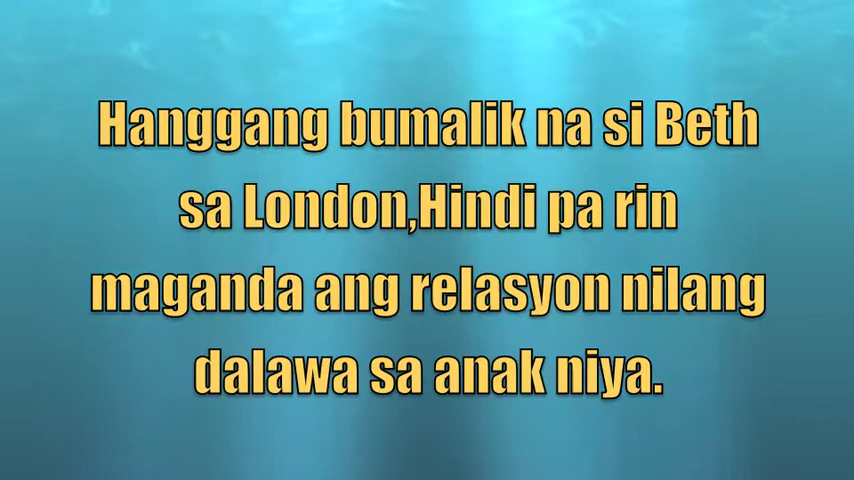 Hanggang bumalik na si Beth
sa London,Hindi pa rin
maganda ang relasyon nilang
dalawa sa anak niya.